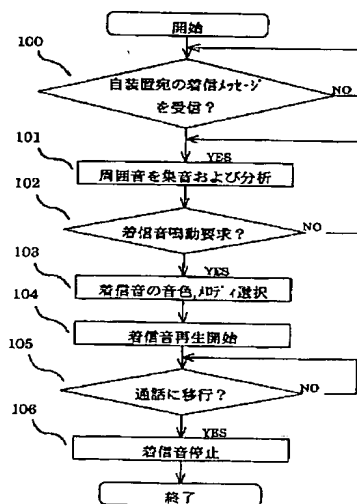 開始
100
自装置宛の着信メッセージ
を受信?
NO
YES
101
周囲音を集音および分析
102
着信音鳴動要求?
NO
YES
103
着信音の音色,メロディ選択
104
着信音再生開始
105
通話に移行?
NO
YES
106
着信音停止
終了